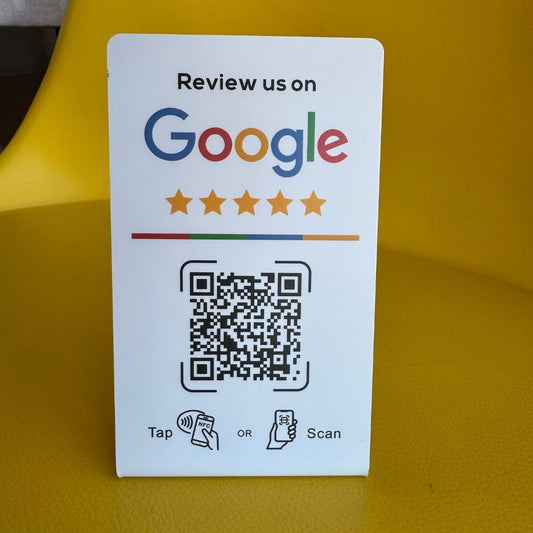 Review us on
Google
Tap NFC OR Scan